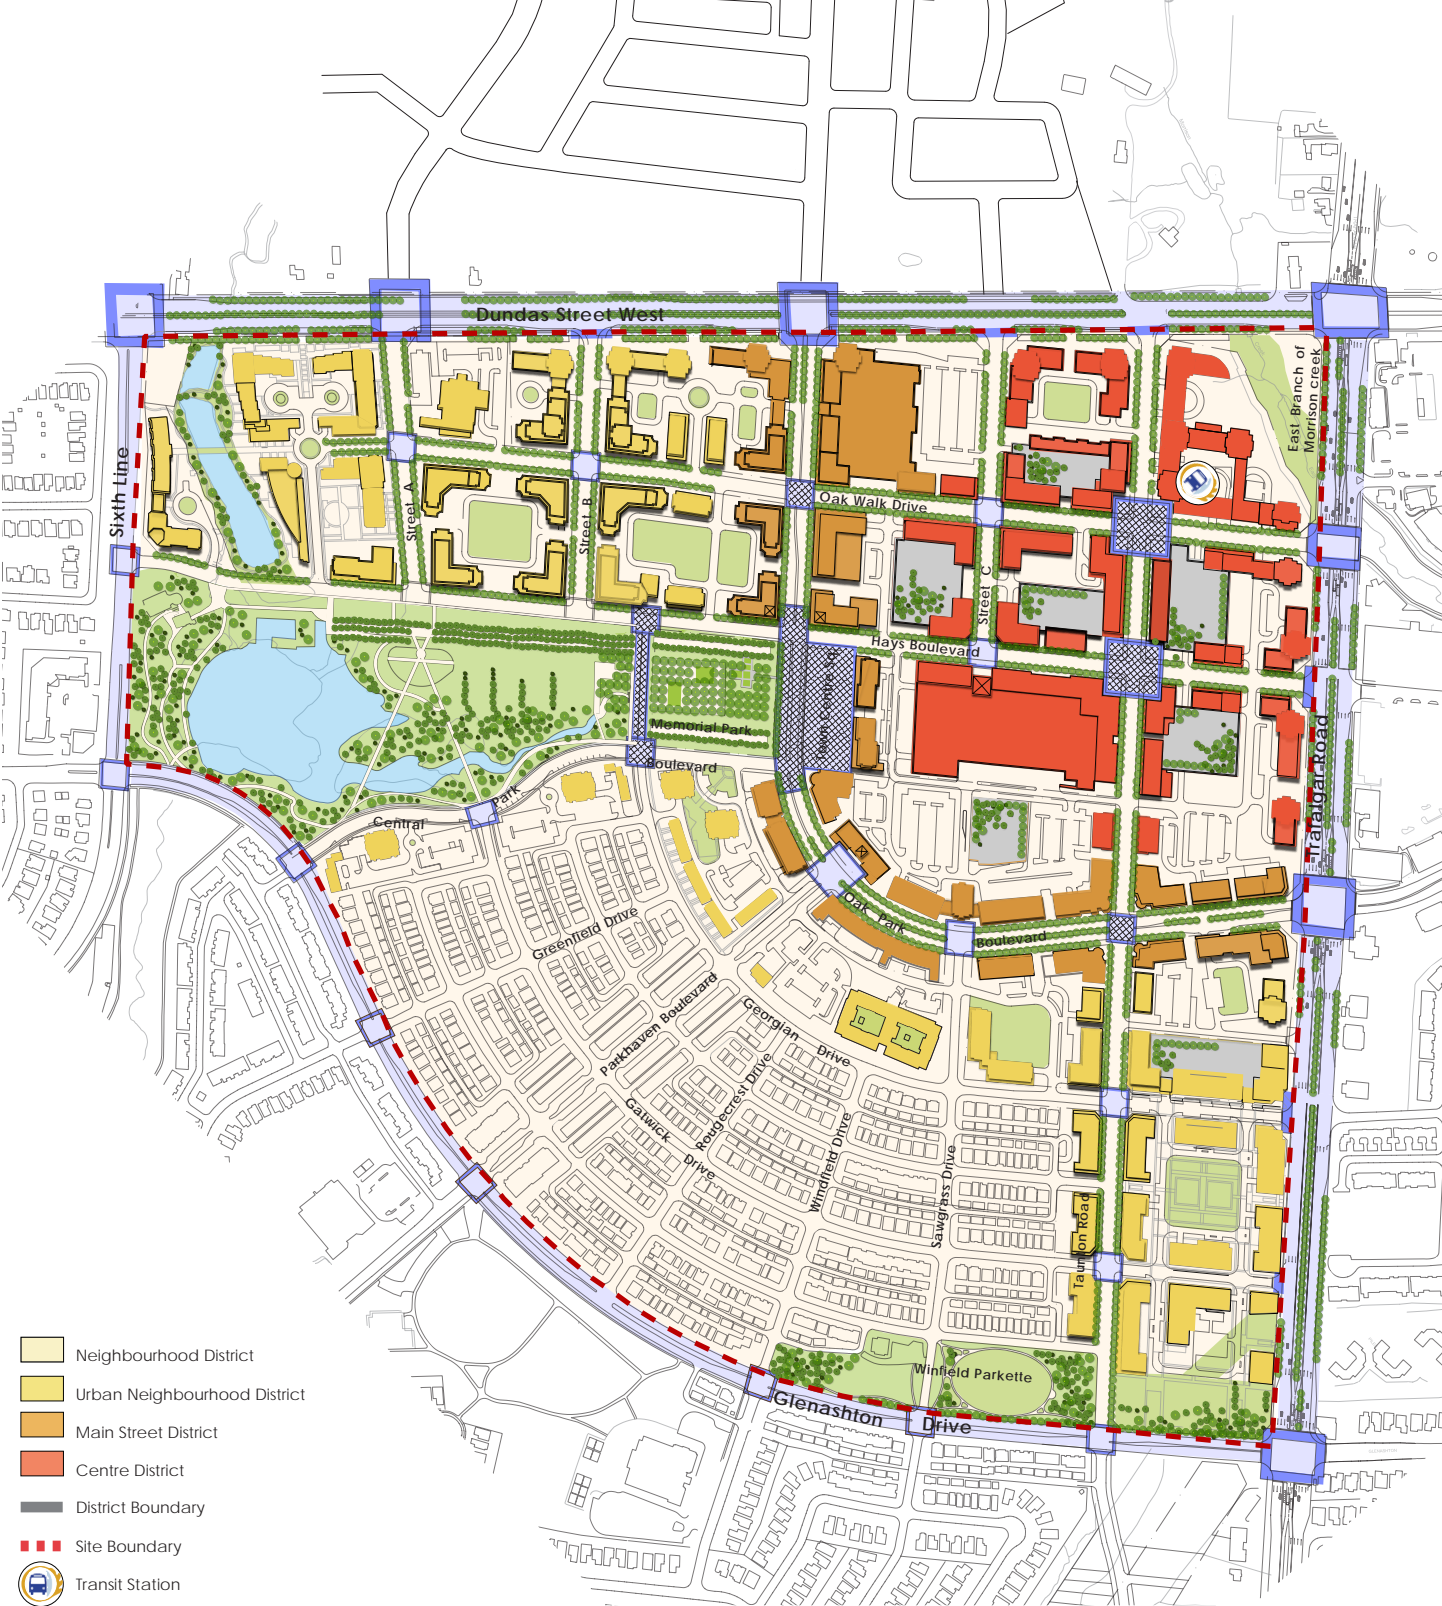 Dundas Street West
East Branch of
Morrison creek
Sixth Line
Street A
Street B
Oak Walk Drive
Street C
Hays Boulevard
Memorial Park
Boulevard
Park
Central
Trafalgar Road
Greenfield Drive
Oak Park
Boulevard
Parkhaven Boulevard
Georgian
Drive
Rougecrest Drive
Gatwick
Drive
Windfield Drive
Sawgrass Drive
Taunton Road
Winfield Parkette
Glenashton
Drive
Neighbourhood District
Urban Neighbourhood District
Main Street District
Centre District
District Boundary
Site Boundary
Transit Station